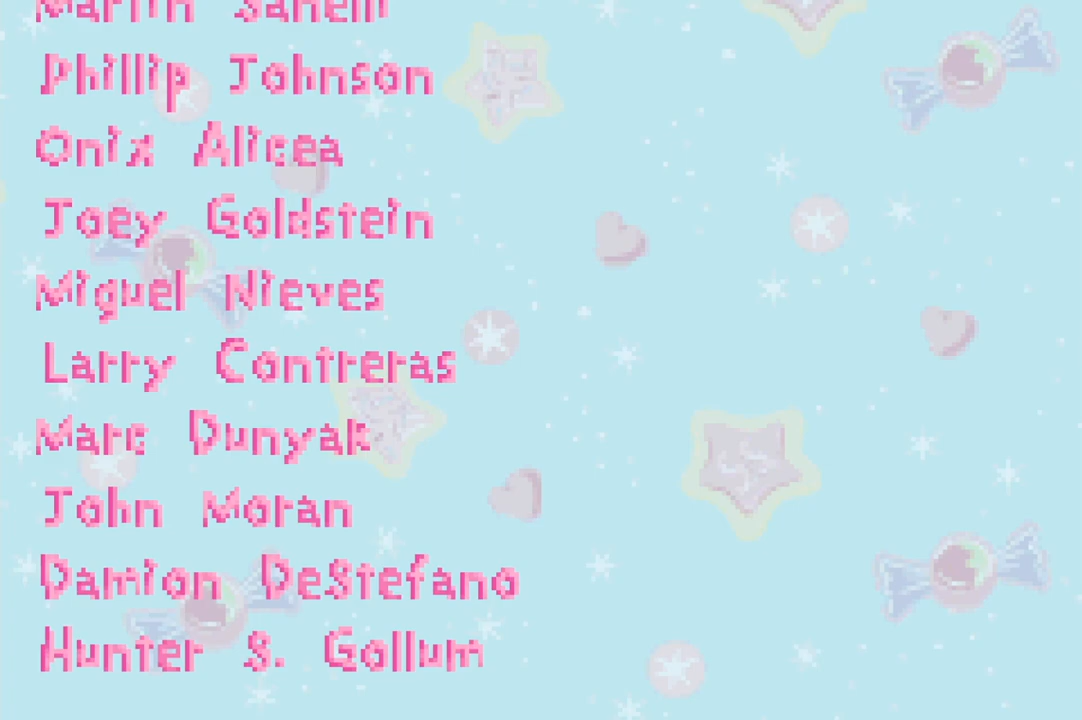 Phillip Johnson
Onix Alicea
Joey Goldstein
Miguel Nieves
Larry Contreras
Marc Dunyak
John Moran
Damion DeStefano
Hunter S. Gollum